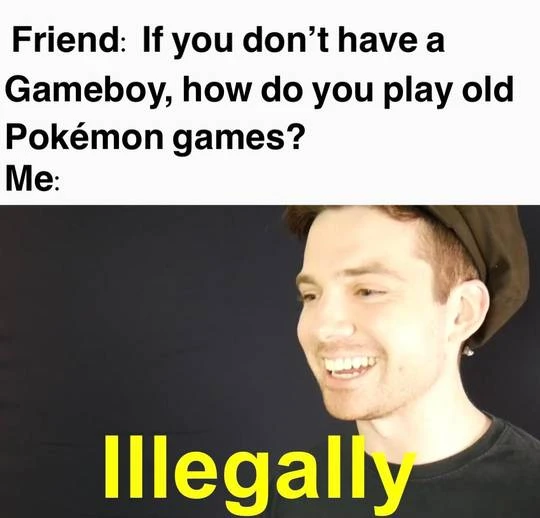 Friend: If you don’t have a
Gameboy, how do you play old
Pokémon games?
Me:
Illegally